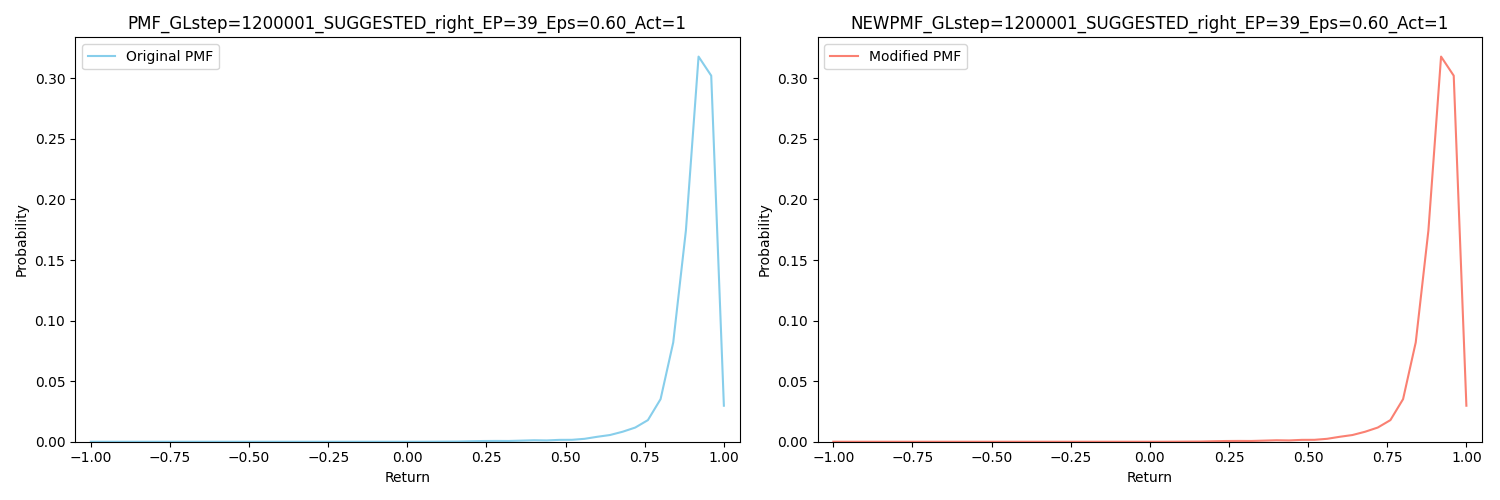 PMF_GLstep=1200001_SUGGESTED_right_EP=39_Eps=0.60_Act=1
Original PMF
Probability
0.30
0.25
0.20
0.15
0.10
0.05
0.00
−1.00 −0.75 −0.50 −0.25 0.00 0.25 0.50 0.75 1.00
Return
NEWPMF_GLstep=1200001_SUGGESTED_right_EP=39_Eps=0.60_Act=1
Modified PMF
Probability
0.30
0.25
0.20
0.15
0.10
0.05
0.00
−1.00 −0.75 −0.50 −0.25 0.00 0.25 0.50 0.75 1.00
Return